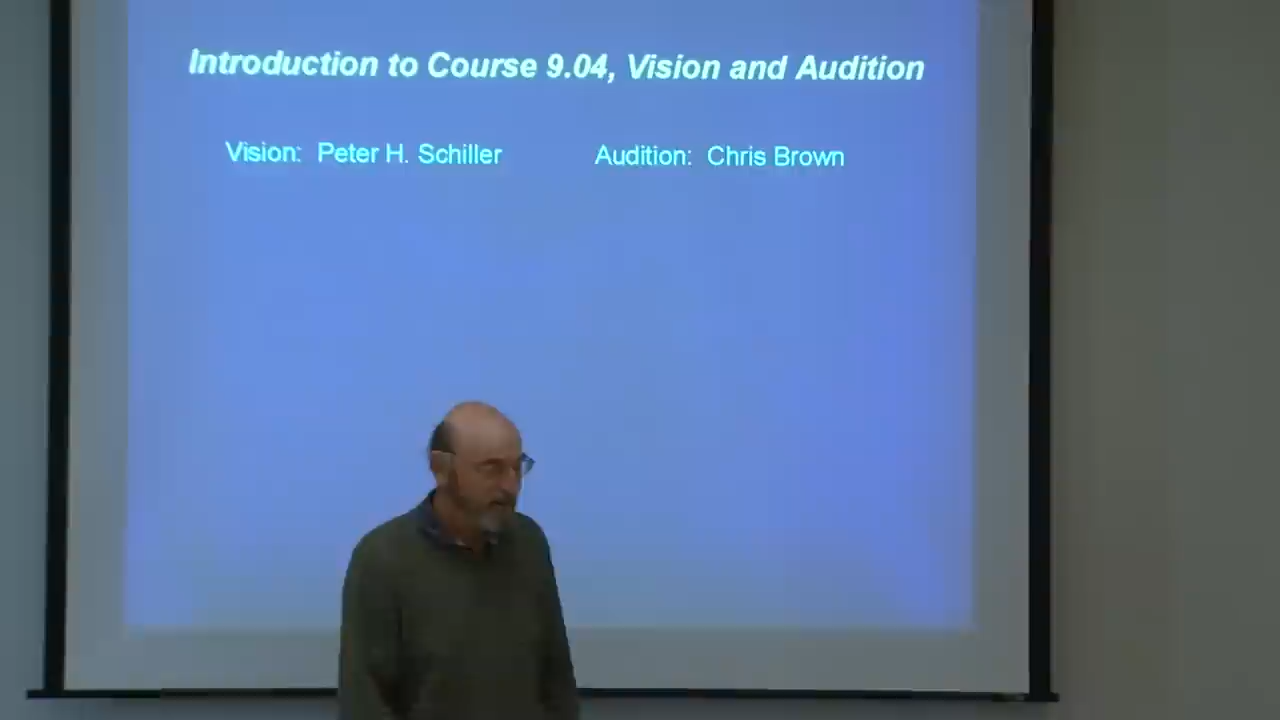 Introduction to Course 9.04, Vision and Audition
Vision: Peter H. Schiller
Audition: Chris Brown